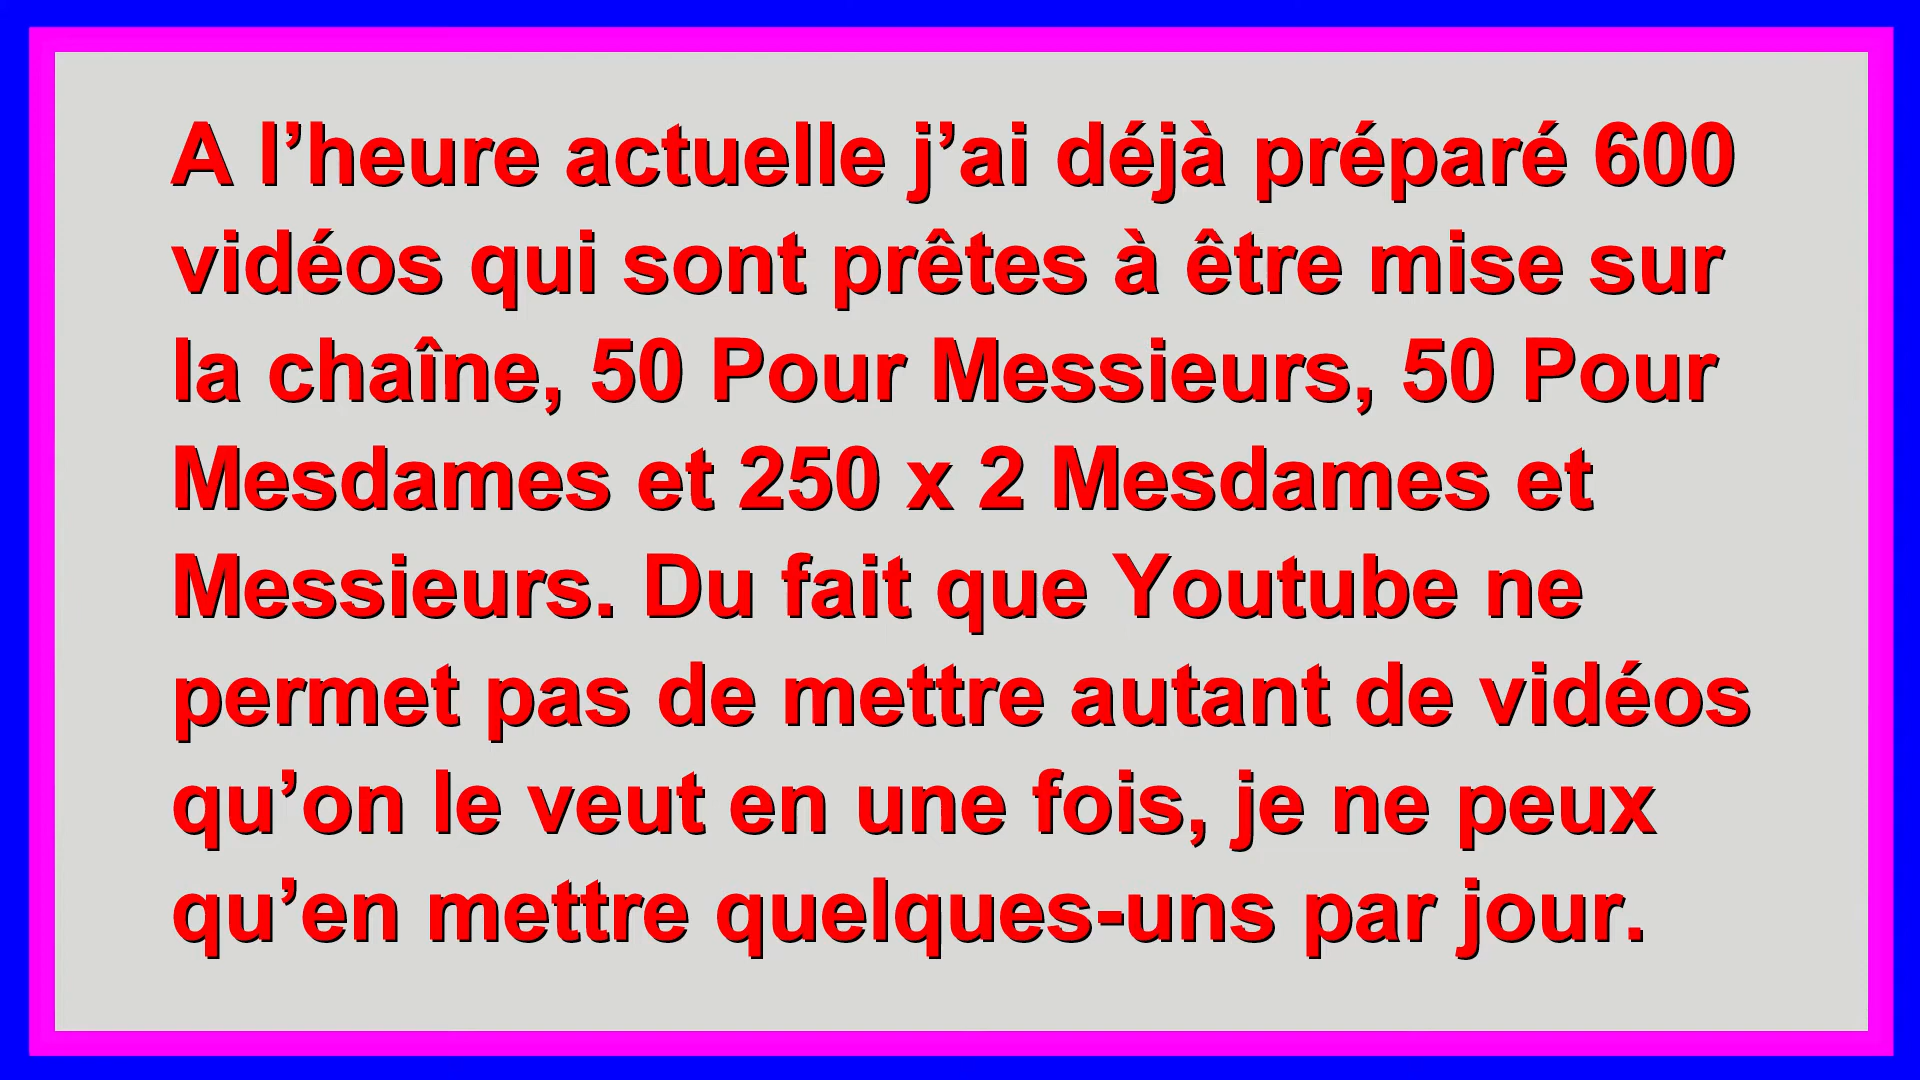 A l’heure actuelle j’ai déjà préparé 600
vidéos qui sont prêtes à être mise sur
la chaîne, 50 Pour Messieurs, 50 Pour
Mesdames et 250 x 2 Mesdames et
Messieurs. Du fait que Youtube ne
permet pas de mettre autant de vidéos
qu’on le veut en une fois, je ne peux
qu’en mettre quelques-uns par jour.